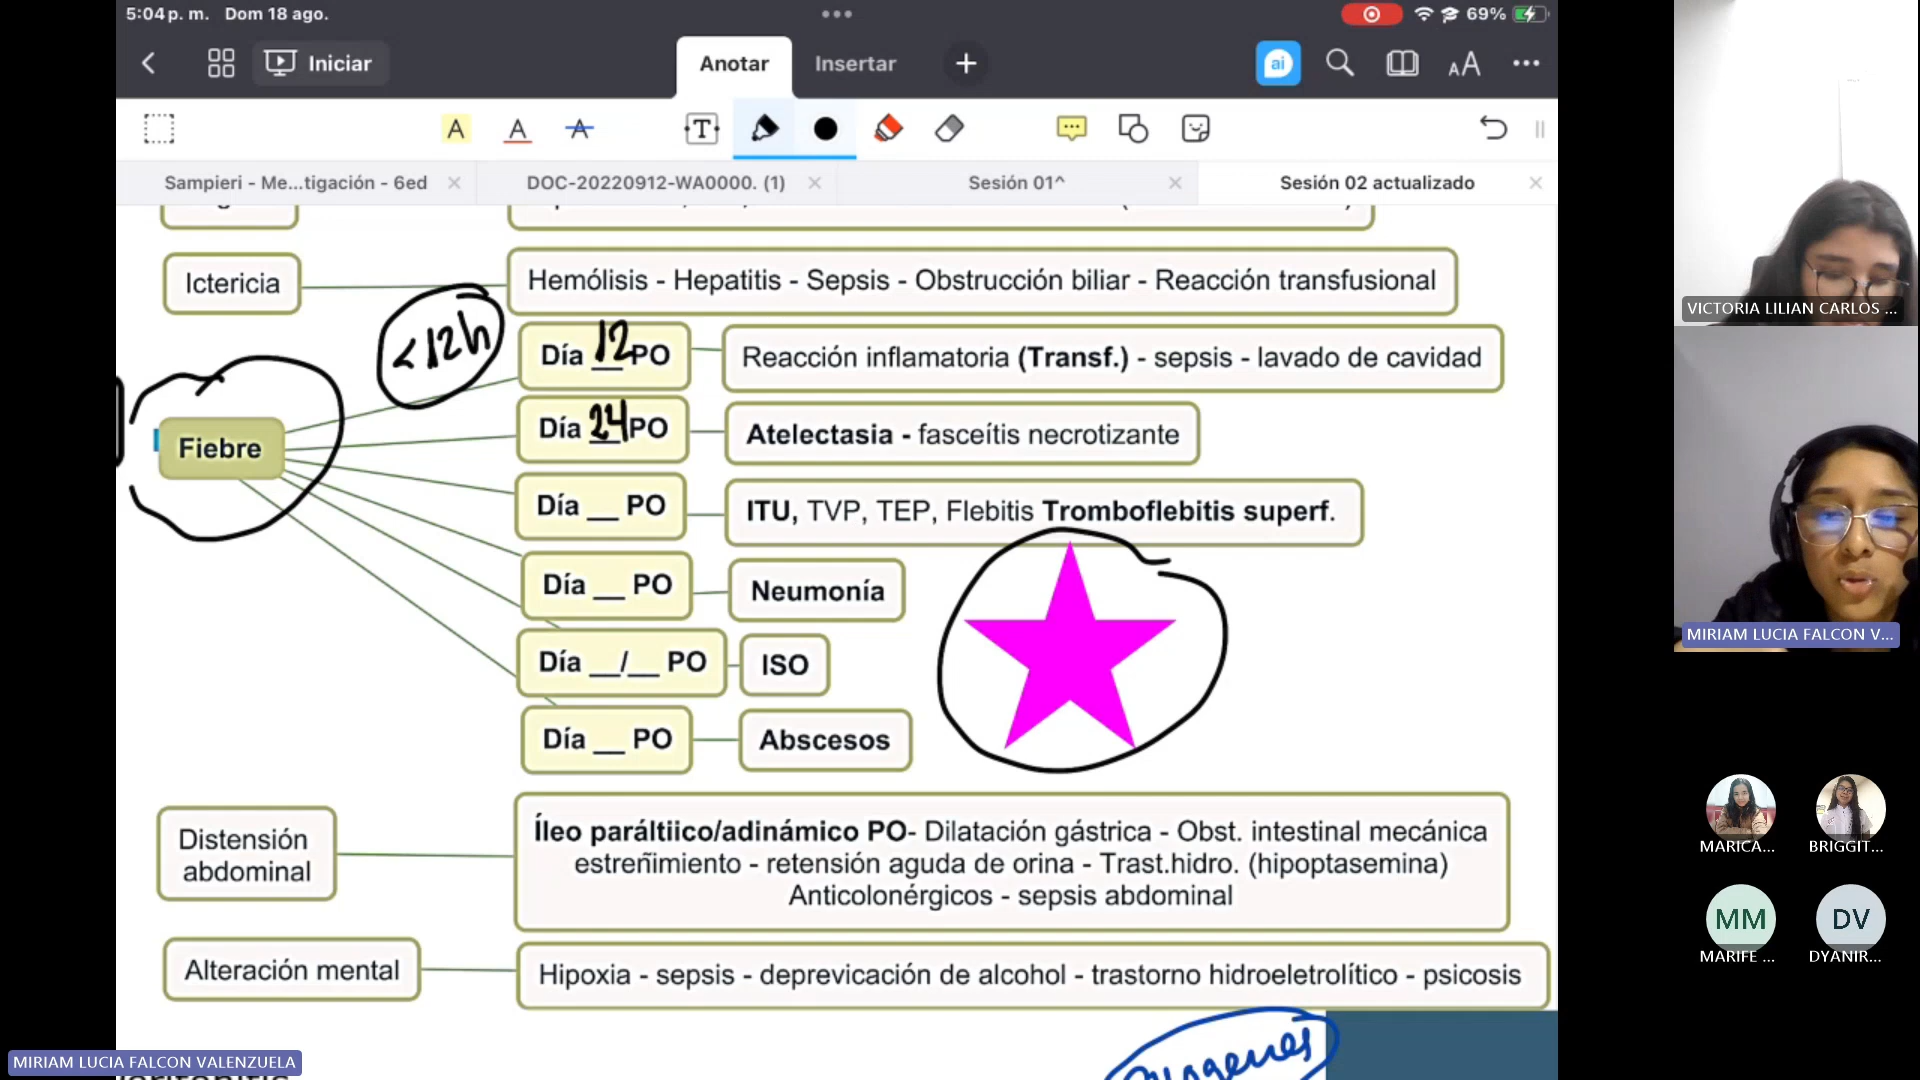 5:04 p. m. Dom 18 ago.
69%
Iniciar
Anotar
Insertar
ai
AA
A A A T
Sampieri - Me...tigación - 6ed
DOC-20220912-WA0000. (1)
Sesión 01^
Sesión 02 actualizado
Ictericia
Hemólisis - Hepatitis - Sepsis - Obstrucción biliar - Reacción transfusional
<12h
Fiebre
Día 12 PO
Reacción inflamatoria (Transf.) - sepsis - lavado de cavidad
Día 24 PO
Atelectasia - fasceítis necrotizante
Día __ PO
ITU, TVP, TEP, Flebitis Tromboflebitis superf.
Día __ PO
Neumonía
Día __/__ PO
ISO
Día __ PO
Abscesos
Distensión
abdominal
Íleo paráltiico/adinámico PO- Dilatación gástrica - Obst. intestinal mecánica
estreñimiento - retensión aguda de orina - Trast.hidro. (hipoptasemina)
Anticolonérgicos - sepsis abdominal
Alteración mental
Hipoxia - sepsis - deprevicación de alcohol - trastorno hidroeletrolítico - psicosis
VICTORIA LILIAN CARLOS ...
MIRIAM LUCIA FALCON V...
MARICA...
BRIGGIT...
MM
MARIFE ...
DV
DYANIR...
MIRIAM LUCIA FALCON VALENZUELA